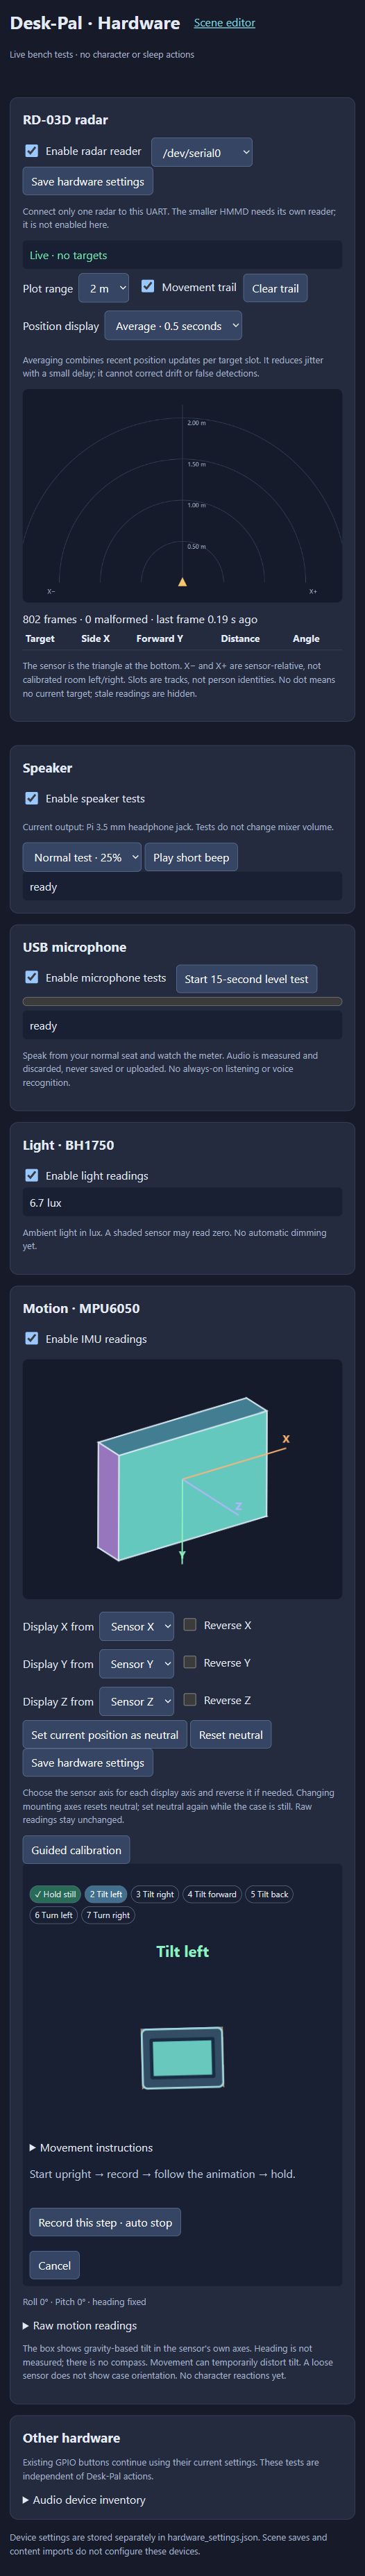 Desk-Pal · Hardware Scene editor
Live bench tests · no character or sleep actions
RD-03D radar
Enable radar reader /dev/serial0
Save hardware settings
Connect only one radar to this UART. The smaller HMMD needs its own reader;
it is not enabled here.
Live · no targets
Plot range 2 m Movement trail Clear trail
Position display Average · 0.5 seconds
Averaging combines recent position updates per target slot. It reduces jitter
with a small delay; it cannot correct drift or false detections.
2.00 m
1.50 m
1.00 m
0.50 m
X− X+
802 frames · 0 malformed · last frame 0.19 s ago
Target Side X Forward Y Distance Angle
The sensor is the triangle at the bottom. X− and X+ are sensor-relative, not
calibrated room left/right. Slots are tracks, not person identities. No dot means
no current target; stale readings are hidden.
Speaker
Enable speaker tests
Current output: Pi 3.5 mm headphone jack. Tests do not change mixer volume.
Normal test · 25% Play short beep
ready
USB microphone
Enable microphone tests Start 15-second level test
ready
Speak from your normal seat and watch the meter. Audio is measured and
discarded, never saved or uploaded. No always-on listening or voice
recognition.
Light · BH1750
Enable light readings
6.7 lux
Ambient light in lux. A shaded sensor may read zero. No automatic dimming
yet.
Motion · MPU6050
Enable IMU readings
X
Z
Y
Display X from Sensor X Reverse X
Display Y from Sensor Y Reverse Y
Display Z from Sensor Z Reverse Z
Set current position as neutral Reset neutral
Save hardware settings
Choose the sensor axis for each display axis and reverse it if needed. Changing
mounting axes resets neutral; set neutral again while the case is still. Raw
readings stay unchanged.
Guided calibration
✓ Hold still 2 Tilt left 3 Tilt right 4 Tilt forward 5 Tilt back
6 Turn left 7 Turn right
Tilt left
▶ Movement instructions
Start upright → record → follow the animation → hold.
Record this step · auto stop
Cancel
Roll 0° · Pitch 0° · heading fixed
▶ Raw motion readings
The box shows gravity-based tilt in the sensor's own axes. Heading is not
measured; there is no compass. Movement can temporarily distort tilt. A loose
sensor does not show case orientation. No character reactions yet.
Other hardware
Existing GPIO buttons continue using their current settings. These tests are
independent of Desk-Pal actions.
▶ Audio device inventory
Device settings are stored separately in hardware_settings.json. Scene saves and
content imports do not configure these devices.